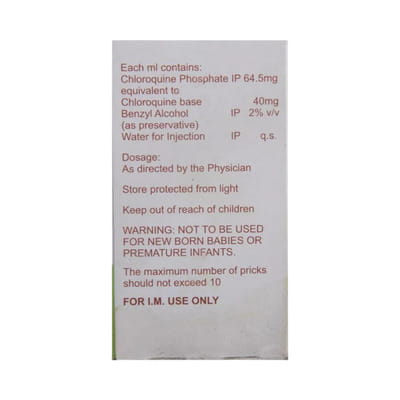 Each ml contains:
Chloroquine Phosphate IP 64.5mg
equivalent to
Chloroquine base 40mg
Benzyl Alcohol IP 2% v/v
(as preservative)
Water for Injection IP q.s.
Dosage:
As directed by the Physician
Store protected from light
Keep out of reach of children
WARNING: NOT TO BE USED
FOR NEW BORN BABIES OR
PREMATURE INFANTS.
The maximum number of pricks
should not exceed 10
FOR I.M. USE ONLY